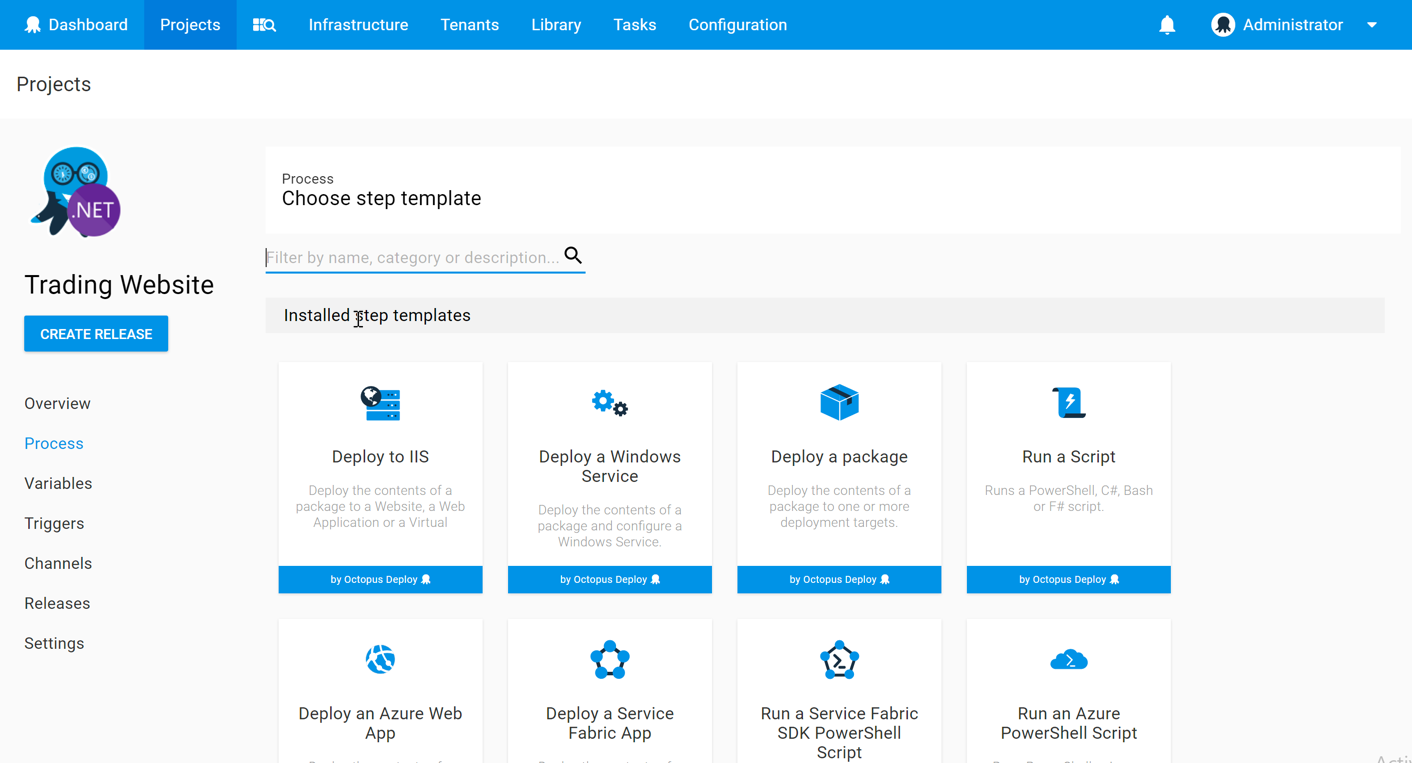 Dashboard Projects Infrastructure Tenants Library Tasks Configuration Administrator
Projects
.NET
Trading Website
CREATE RELEASE
Overview
Process
Variables
Triggers
Channels
Releases
Settings
Process
Choose step template
Filter by name, category or description...
Installed step templates
Deploy to IIS
Deploy the contents of a
package to a Website, a Web
Application or a Virtual
by Octopus Deploy
Deploy a Windows
Service
Deploy the contents of a
package and configure a
Windows Service.
by Octopus Deploy
Deploy a package
Deploy the contents of a
package to one or more
deployment targets.
by Octopus Deploy
Run a Script
Runs a PowerShell, C#, Bash
or F# script.
by Octopus Deploy
Deploy an Azure Web
App
Deploy a Service
Fabric App
Run a Service Fabric
SDK PowerShell
Script
Run an Azure
PowerShell Script